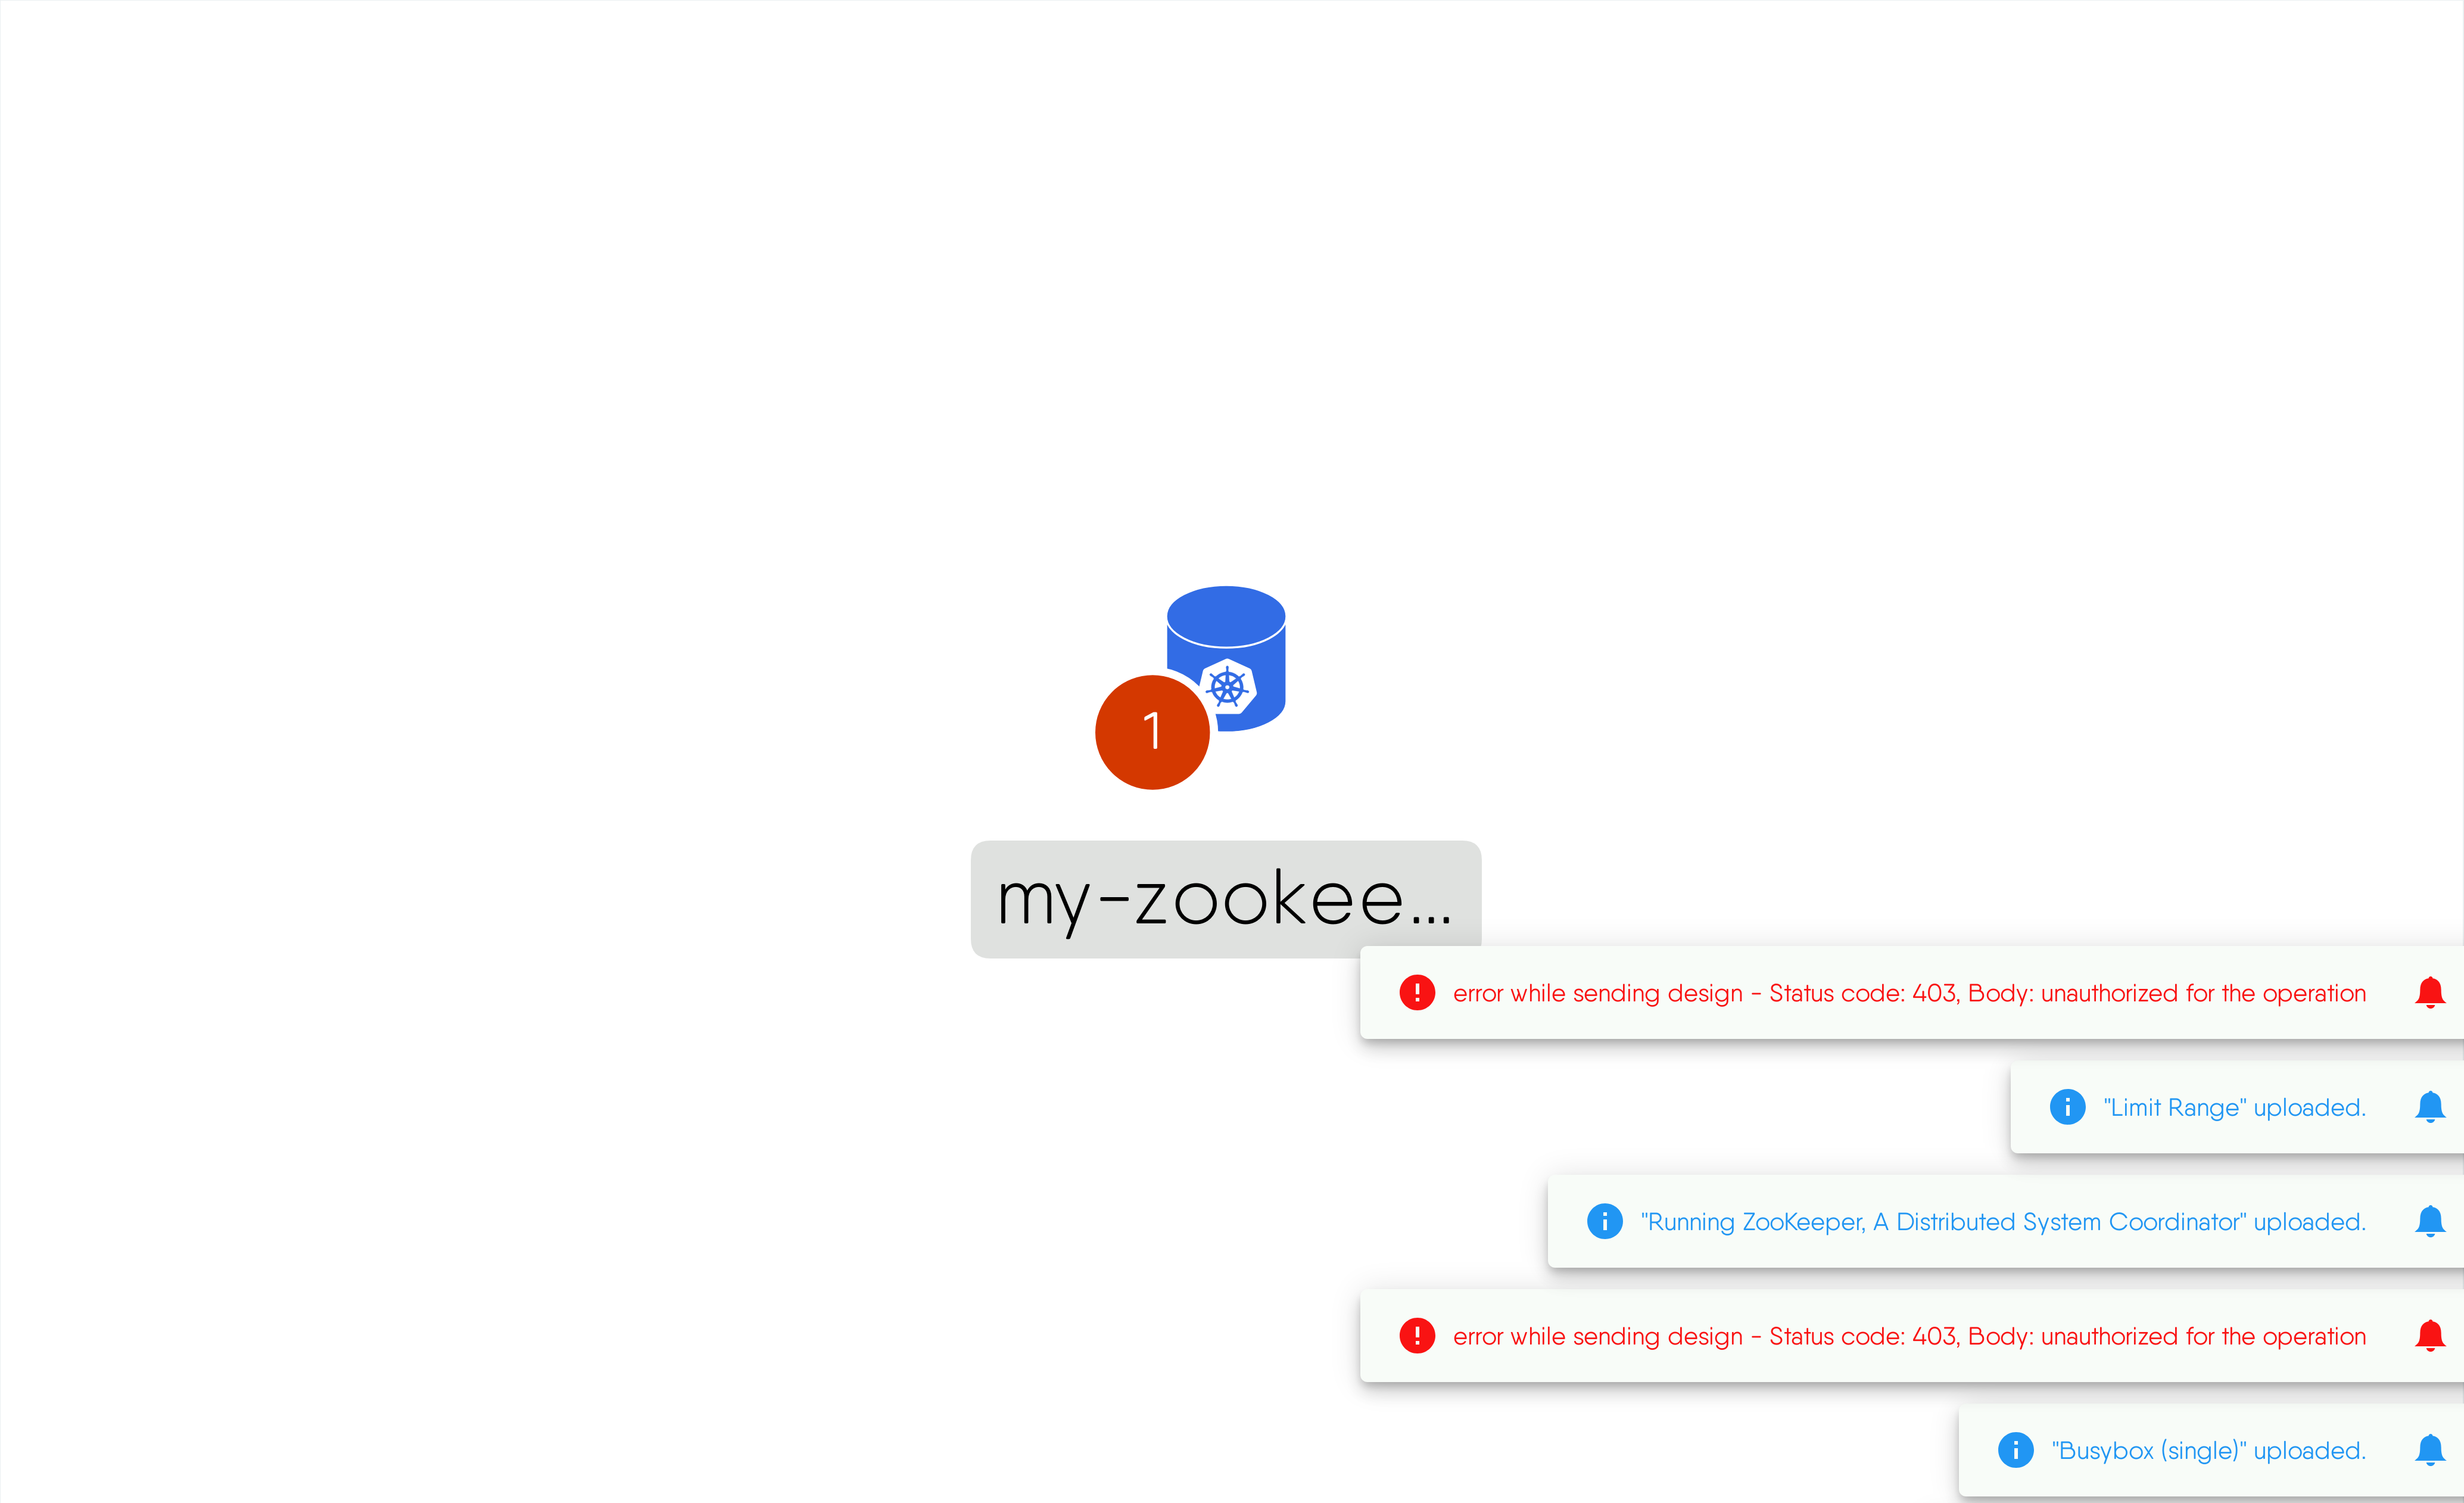 1
my-zookee...
error while sending design - Status code: 403, Body: unauthorized for the operation
"Limit Range" uploaded.
"Running ZooKeeper, A Distributed System Coordinator" uploaded.
error while sending design - Status code: 403, Body: unauthorized for the operation
"Busybox (single)" uploaded.